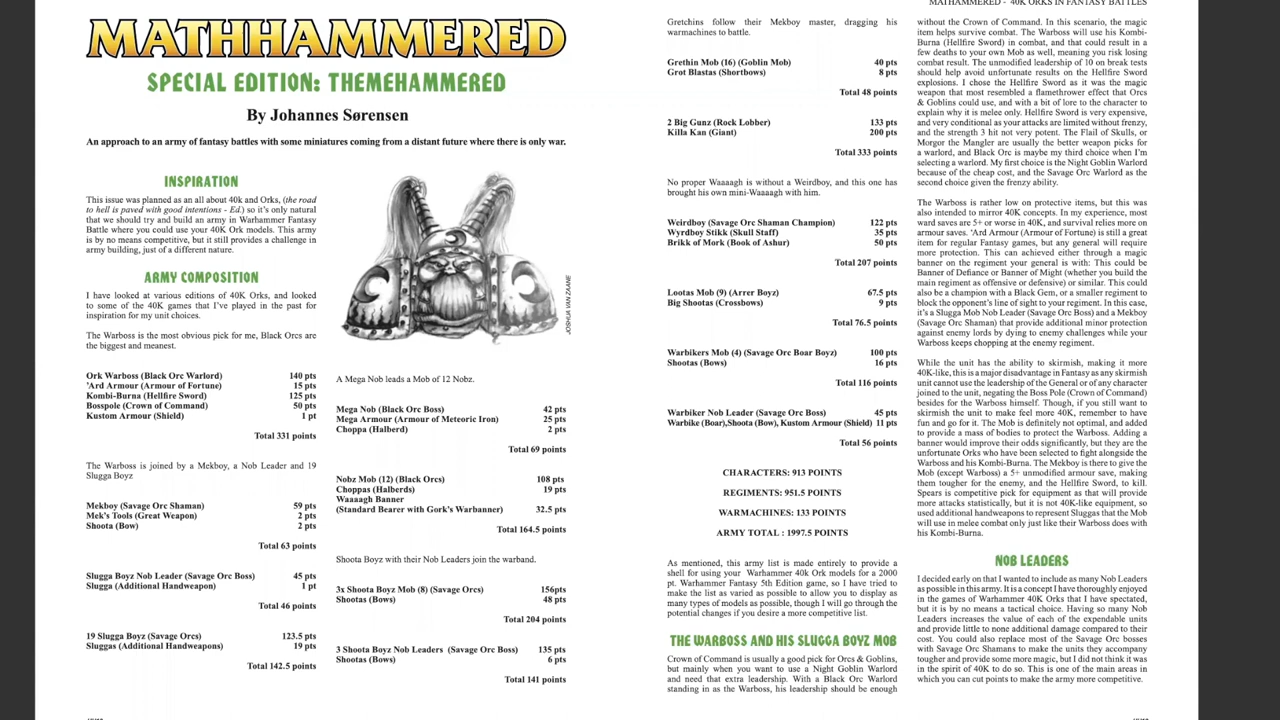 MATHHAMMERED
SPECIAL EDITION: THEMEHAMMERED
By Johannes Sørensen
An approach to an army of fantasy battles with some miniatures coming from a distant future where there is only war.
INSPIRATION
This issue was planned as an all about 40k and Orks, (the road
to hell is paved with good intentions - Ed.) so it's only natural
that we should try and build an army in Warhammer Fantasy
Battle where you could use your 40K Ork models. This army
is by no means competitive, but it still provides a challenge in
army building, just of a different nature.
ARMY COMPOSITION
I have looked at various editions of 40K Orks, and looked
to some of the 40K games that I've played in the past for
inspiration for my unit choices.
The Warboss is the most obvious pick for me, Black Orcs are
the biggest and meanest.
Ork Warboss (Black Orc Warlord) 140 pts
'Ard Armour (Armour of Fortune) 15 pts
Kombi-Burna (Hellfire Sword) 125 pts
Bosspole (Crown of Command) 50 pts
Kustom Armour (Shield) 1 pt
Total 331 points
The Warboss is joined by a Mekboy, a Nob Leader and 19
Slugga Boyz
Mekboy (Savage Orc Shaman) 59 pts
Mek's Tools (Great Weapon) 2 pts
Shoota (Bow) 2 pts
Total 63 points
Slugga Boyz Nob Leader (Savage Orc Boss) 45 pts
Slugga (Additional Handweapon) 1 pt
Total 46 points
19 Slugga Boyz (Savage Orcs) 123.5 pts
Sluggas (Additional Handweapons) 19 pts
Total 142.5 points
JOSHUA VAN ZAANE
A Mega Nob leads a Mob of 12 Nobz.
Mega Nob (Black Orc Boss) 42 pts
Mega Armour (Armour of Meteoric Iron) 25 pts
Choppa (Halberd) 2 pts
Total 69 points
Nobz Mob (12) (Black Orcs) 108 pts
Choppas (Halberds) 19 pts
Waaaagh Banner
(Standard Bearer with Gork's Warbanner) 32.5 pts
Total 164.5 points
Shoota Boyz with their Nob Leaders join the warband.
3x Shoota Boyz Mob (8) (Savage Orcs) 156pts
Shootas (Bows) 48 pts
Total 204 points
3 Shoota Boyz Nob Leaders (Savage Orc Boss) 135 pts
Shootas (Bows) 6 pts
Total 141 points
Gretchins follow their Mekboy master, dragging his
warmachines to battle.
Grethin Mob (16) (Goblin Mob) 40 pts
Grot Blastas (Shortbows) 8 pts
Total 48 points
2 Big Gunz (Rock Lobber) 133 pts
Killa Kan (Giant) 200 pts
Total 333 points
No proper Waaaagh is without a Weirdboy, and this one has
brought his own mini-Waaaagh with him.
Weirdboy (Savage Orc Shaman Champion) 122 pts
Wyrdboy Stikk (Skull Staff) 35 pts
Brikk of Mork (Book of Ashur) 50 pts
Total 207 points
Lootas Mob (9) (Arrer Boyz) 67.5 pts
Big Shootas (Crossbows) 9 pts
Total 76.5 points
Warbikers Mob (4) (Savage Orc Boar Boyz) 100 pts
Shootas (Bows) 16 pts
Total 116 points
Warbiker Nob Leader (Savage Orc Boss) 45 pts
Warbike (Boar),Shoota (Bow), Kustom Armour (Shield) 11 pts
Total 56 points
CHARACTERS: 913 POINTS
REGIMENTS: 951.5 POINTS
WARMACHINES: 133 POINTS
ARMY TOTAL : 1997.5 POINTS
As mentioned, this army list is made entirely to provide a
shell for using your Warhammer 40k Ork models for a 2000
pt. Warhammer Fantasy 5th Edition game, so I have tried to
make the list as varied as possible to allow you to display as
many types of models as possible, though I will go through the
potential changes if you desire a more competitive list.
THE WARBOSS AND HIS SLUGGA BOYZ MOB
Crown of Command is usually a good pick for Orcs & Goblins,
but mainly when you want to use a Night Goblin Warlord
and need that extra leadership. With a Black Orc Warlord
standing in as the Warboss, his leadership should be enough
MATHAMMERED - 40K ORKS IN FANTASY BATTLES
without the Crown of Command. In this scenario, the magic
item helps survive combat. The Warboss will use his Kombi-
Burna (Hellfire Sword) in combat, and that could result in a
few deaths to your own Mob as well, meaning you risk losing
combat result. The unmodified leadership of 10 on break tests
should help avoid unfortunate results on the Hellfire Sword
explosions. I chose the Hellfire Sword as it was the magic
weapon that most resembled a flamethrower effect that Orcs
& Goblins could use, and with a bit of lore to the character to
explain why it is melee only. Hellfire Sword is very expensive,
and very conditional as your attacks are limited without frenzy,
and the strength 3 hit not very potent. The Flail of Skulls, or
Morgor the Mangler are usually the better weapon picks for
a warlord, and Black Orc is maybe my third choice when I'm
selecting a warlord. My first choice is the Night Goblin Warlord
because of the cheap cost, and the Savage Orc Warlord as the
second choice given the frenzy ability.
The Warboss is rather low on protective items, but this was
also intended to mirror 40K concepts. In my experience, most
ward saves are 5+ or worse in 40K, and survival relies more on
armour saves. 'Ard Armour (Armour of Fortune) is still a great
item for regular Fantasy games, but any general will require
more protection. This can achieved either through a magic
banner on the regiment your general is with: This could be
Banner of Defiance or Banner of Might (whether you build the
main regiment as offensive or defensive) or similar. This could
also be a champion with a Black Gem, or a smaller regiment to
block the opponent's line of sight to your regiment. In this case,
it's a Slugga Mob Nob Leader (Savage Orc Boss) and a Mekboy
(Savage Orc Shaman) that provide additional minor protection
against enemy lords by dying to enemy challenges while your
Warboss keeps chopping at the enemy regiment.
While the unit has the ability to skirmish, making it more
40K-like, this is a major disadvantage in Fantasy as any skirmish
unit cannot use the leadership of the General or of any character
joined to the unit, negating the Boss Pole (Crown of Command)
besides for the Warboss himself. Though, if you still want to
skirmish the unit to make feel more 40K, remember to have
fun and go for it. The Mob is definitely not optimal, and added
to provide a mass of bodies to protect the Warboss. Adding a
banner would improve their odds significantly, but they are the
unfortunate Orks who have been selected to fight alongside the
Warboss and his Kombi-Burna. The Mekboy is there to give the
Mob (except Warboss) a 5+ unmodified armour save, making
them tougher for the enemy, and the Hellfire Sword, to kill.
Spears is competitive pick for equipment as that will provide
more attacks statistically, but it is not 40K-like equipment, so
used additional handweapons to represent Sluggas that the Mob
will use in melee combat only just like their Warboss does with
his Kombi-Burna.
NOB LEADERS
I decided early on that I wanted to include as many Nob Leaders
as possible in this army. It is a concept I have thoroughly enjoyed
in the games of Warhammer 40K Orks that I have spectated,
but it is by no means a tactical choice. Having so many Nob
Leaders increases the value of each of the expendable units
and provide little to none additional damage compared to their
cost. You could also replace most of the Savage Orc bosses
with Savage Orc Shamans to make the units they accompany
tougher and provide some more magic, but I did not think it was
in the spirit of 40K to do so. This is one of the main areas in
which you can cut points to make the army more competitive.